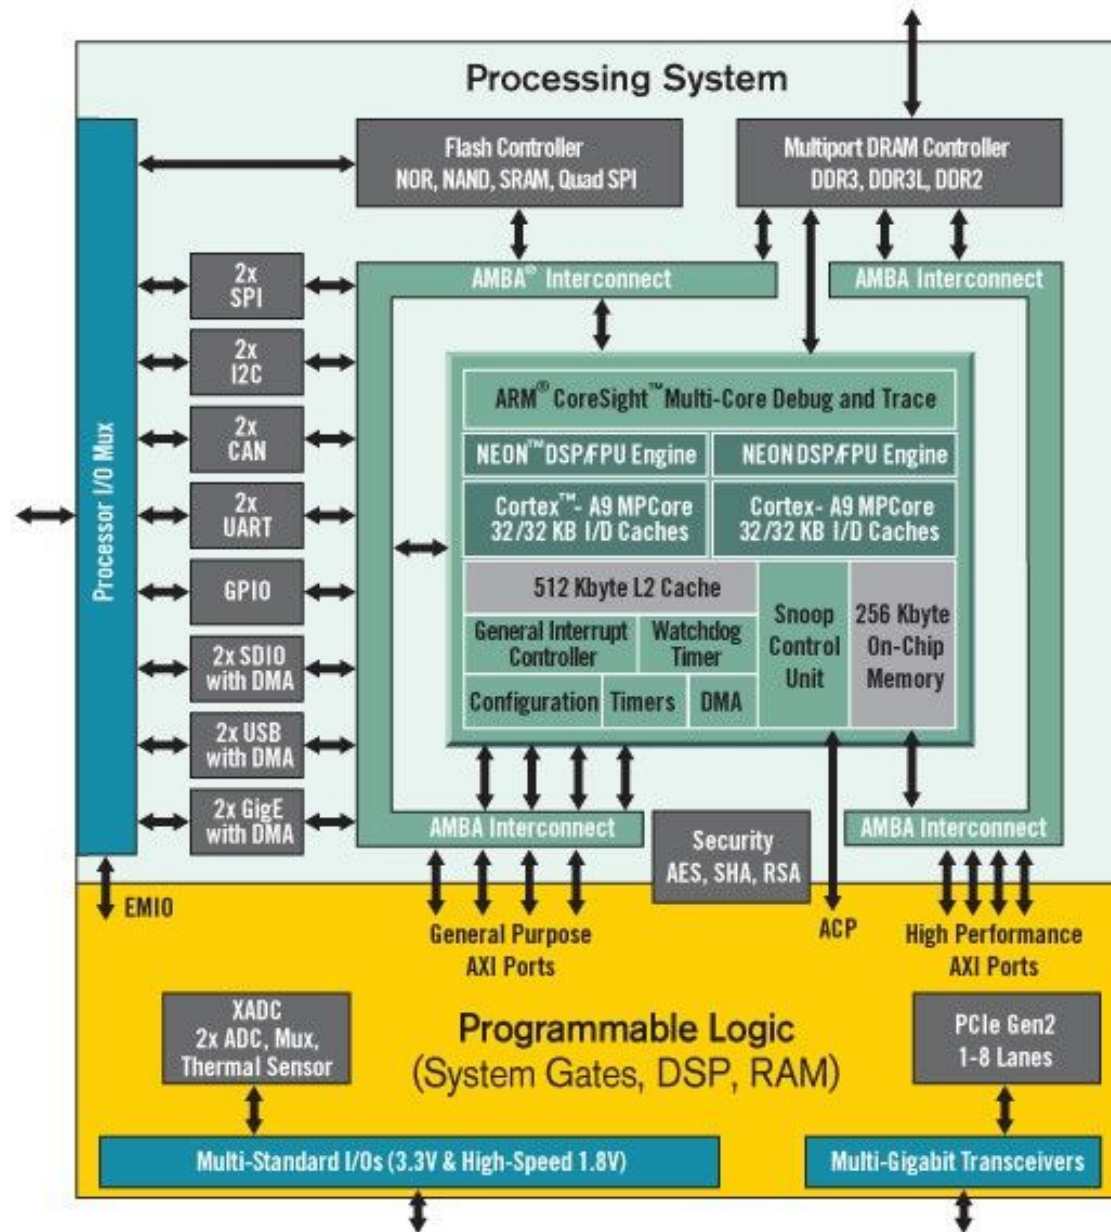 Processing System
Flash Controller
NOR, NAND, SRAM, Quad SPI
Multiport DRAM Controller
DDR3, DDR3L, DDR2
AMBA® Interconnect
AMBA Interconnect
Processor I/O Mux
2x
SPI
2x
I2C
2x
CAN
2x
UART
GPIO
2x SDIO
with DMA
2x USB
with DMA
2x GigE
with DMA
ARM® CoreSight™ Multi-Core Debug and Trace
NEON™ DSP/FPU Engine
NEON DSP/FPU Engine
Cortex™- A9 MPCore
32/32 KB I/D Caches
Cortex- A9 MPCore
32/32 KB I/D Caches
512 Kbyte L2 Cache
General Interrupt
Controller
Watchdog
Timer
Configuration
Timers
DMA
Snoop
Control
Unit
256 Kbyte
On-Chip
Memory
AMBA Interconnect
Security
AES, SHA, RSA
AMBA Interconnect
EMIO
General Purpose
AXI Ports
ACP
High Performance
AXI Ports
XADC
2x ADC, Mux,
Thermal Sensor
Programmable Logic
(System Gates, DSP, RAM)
PCIe Gen2
1-8 Lanes
Multi-Standard I/Os (3.3V & High-Speed 1.8V)
Multi-Gigabit Transceivers